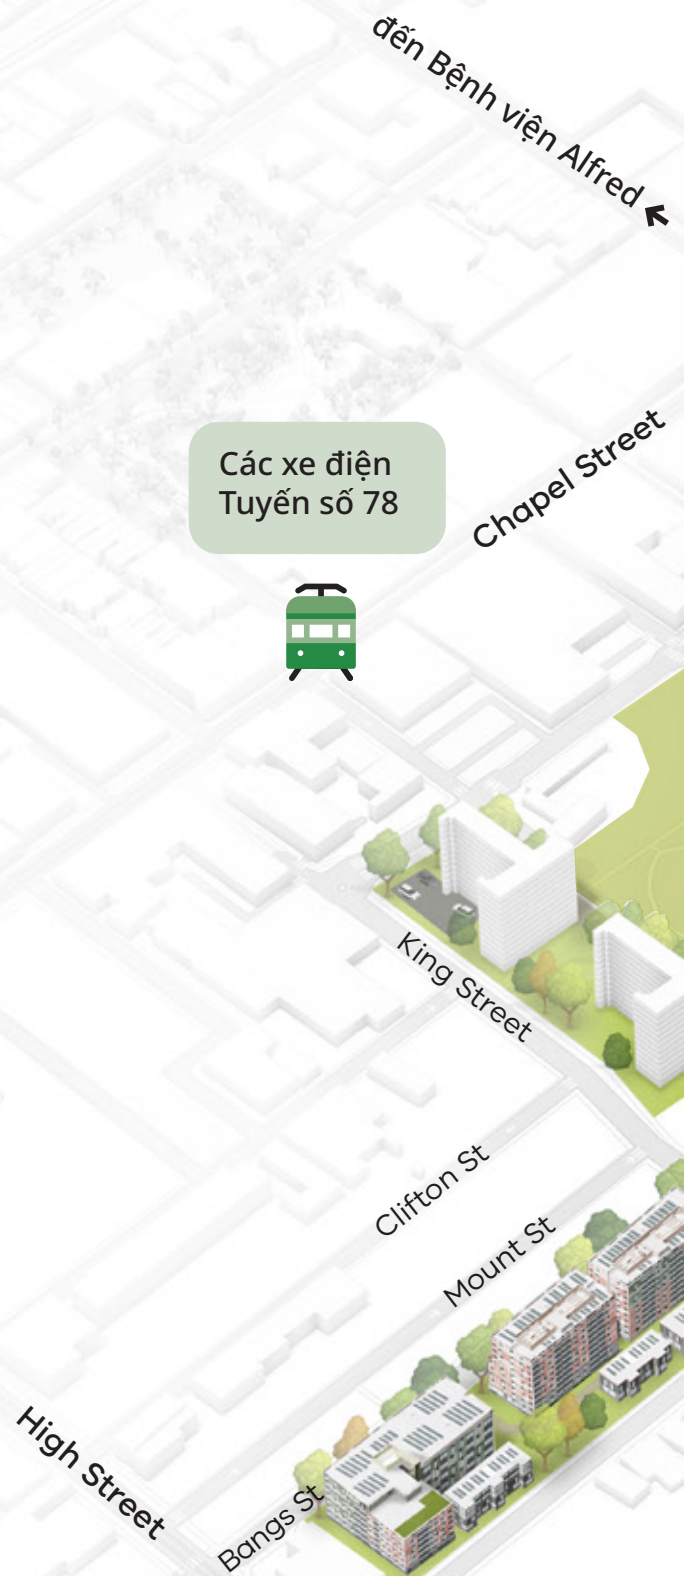 đến Bệnh viện Alfred
Chapel Street
Các xe điện
Tuyến số 78
King Street
Clifton St
Mount St
High Street
Bangs St